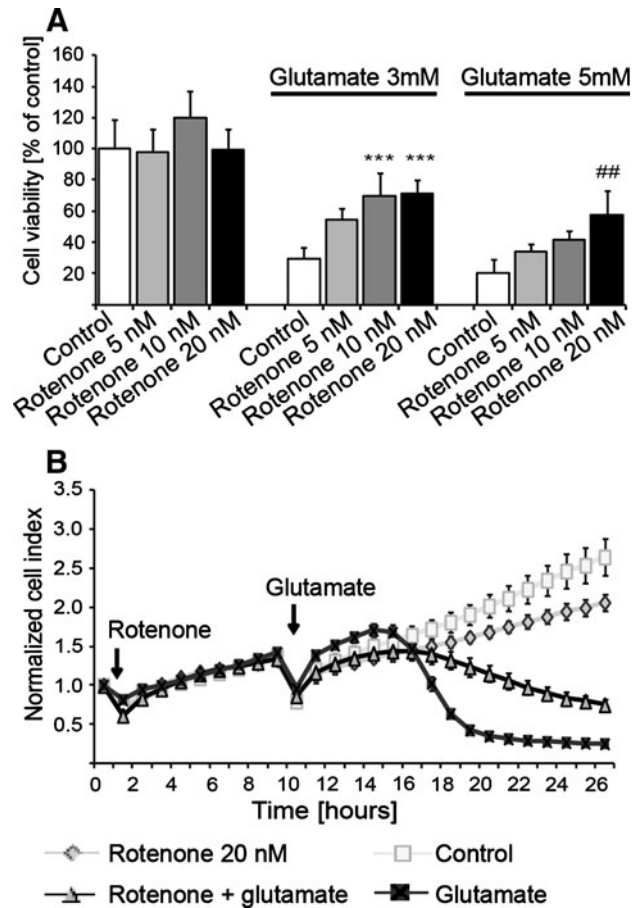 A
Glutamate 3mM
Glutamate 5mM
Cell viability [% of control]
160
140
120
100
80
60
40
20
***
***
##
Control
Rotenone 5 nM
Rotenone 10 nM
Rotenone 20 nM
Control
Rotenone 5 nM
Rotenone 10 nM
Rotenone 20 nM
Control
Rotenone 5 nM
Rotenone 10 nM
Rotenone 20 nM
B
Normalized cell index
3.5
3.0
2.5
2.0
1.5
1.0
0.5
Rotenone
Glutamate
0 2 4 6 8 10 12 14 16 18 20 22 24 26
Time [hours]
Rotenone 20 nM
Control
Rotenone + glutamate
Glutamate